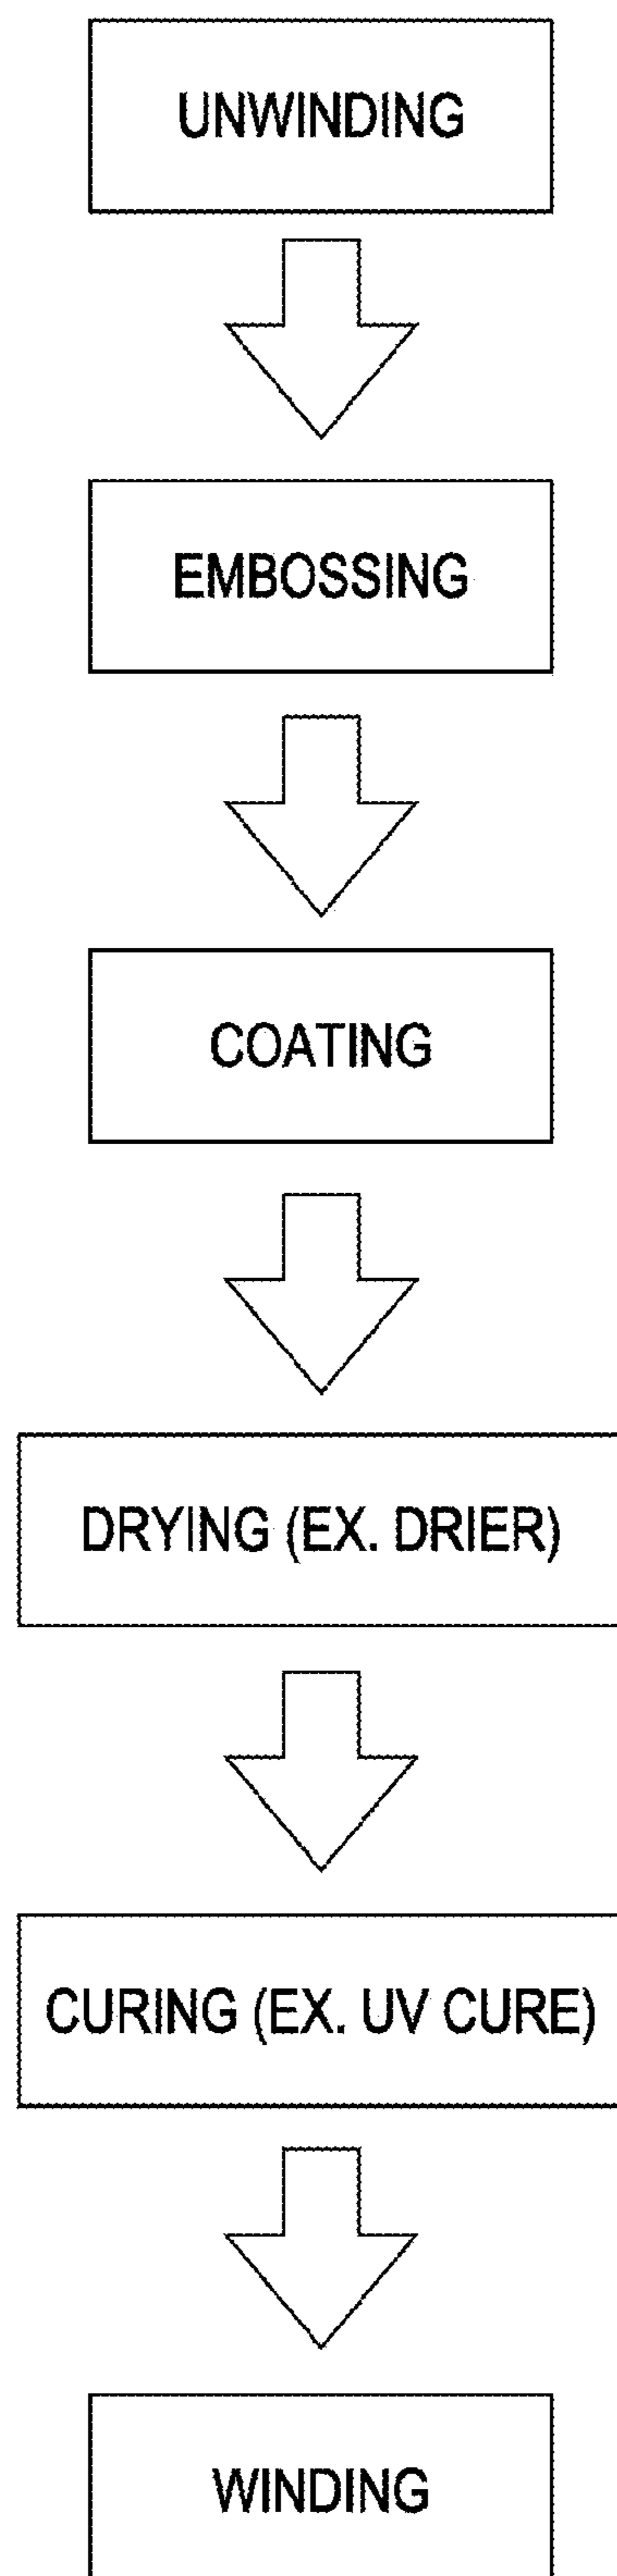 UNWINDING
EMBOSSING
COATING
DRYING (EX. DRIER)
CURING (EX. UV CURE)
WINDING